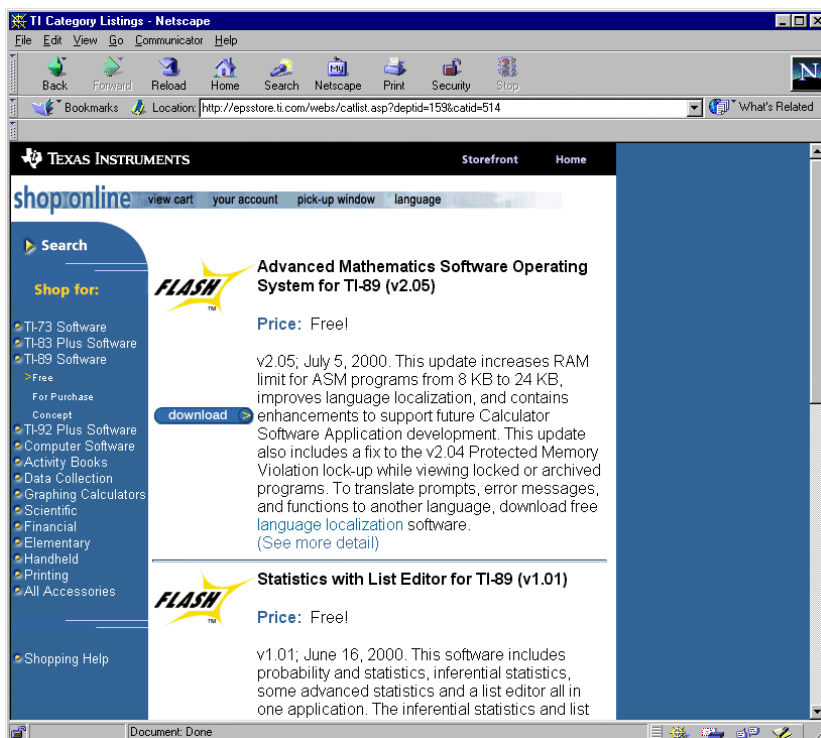 TI Category Listings - Netscape
File Edit View Go Communicator Help
Back Forward Reload Home Search Netscape Print Security Stop
My
N
Bookmarks Location: http://epsstore.ti.com/webs/catlist.asp?deptid=159&catid=514 What's Related
TEXAS INSTRUMENTS Storefront Home
shop online view cart your account pick-up window language
Search
Shop for:
TI-73 Software
TI-83 Plus Software
TI-89 Software
>Free
For Purchase
Concept
TI-92 Plus Software
Computer Software
Activity Books
Data Collection
Graphing Calculators
Scientific
Financial
Elementary
Handheld
Printing
All Accessories
Shopping Help
FLASH
TM
Advanced Mathematics Software Operating
System for TI-89 (v2.05)
Price: Free!
download >
v2.05; July 5, 2000. This update increases RAM
limit for ASM programs from 8 KB to 24 KB,
improves language localization, and contains
enhancements to support future Calculator
Software Application development. This update
also includes a fix to the v2.04 Protected Memory
Violation lock-up while viewing locked or archived
programs. To translate prompts, error messages,
and functions to another language, download free
language localization software.
(See more detail)
FLASH
TM
Statistics with List Editor for TI-89 (v1.01)
Price: Free!
v1.01; June 16, 2000. This software includes
probability and statistics, inferential statistics,
some advanced statistics and a list editor all in
one application. The inferential statistics and list
Document: Done